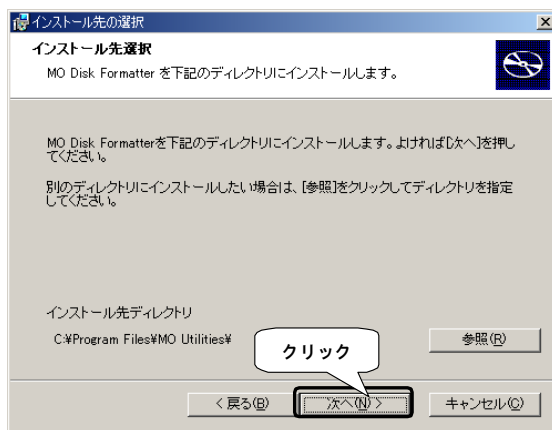 インストール先の選択
インストール先選択
MO Disk Formatter を下記のディレクトリにインストールします。
MO Disk Formatterを下記のディレクトリにインストールします。よければ[次へ]を押し
てください。
別のディレクトリにインストールしたい場合は、[参照]をクリックしてディレクトリを指定
してください。
インストール先ディレクトリ
C:¥Program Files¥MO Utilities¥
参照(R)
クリック
< 戻る(B)
次へ(N) >
キャンセル(C)